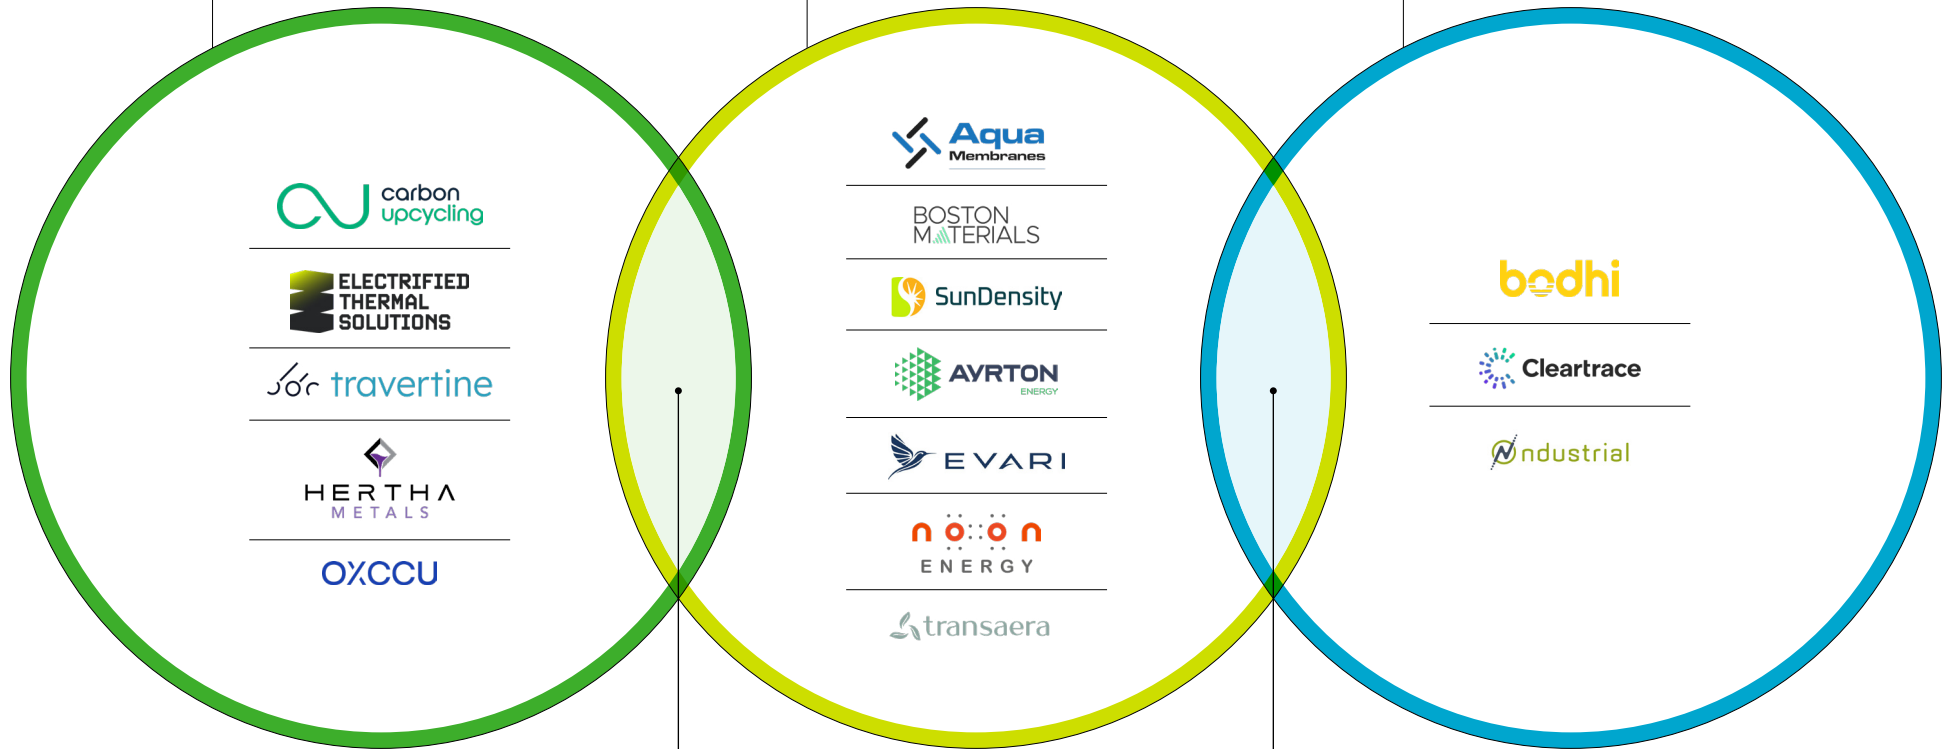 carbon
upcycling
ELECTRIFIED
THERMAL
SOLUTIONS
travertine
HERTHA
METALS
OXCCU
Aqua
Membranes
BOSTON
MATERIALS
SunDensity
AYRTON
ENERGY
EVARI
noon
ENERGY
transaera
bodhi
Cleartrace
Ndustrial